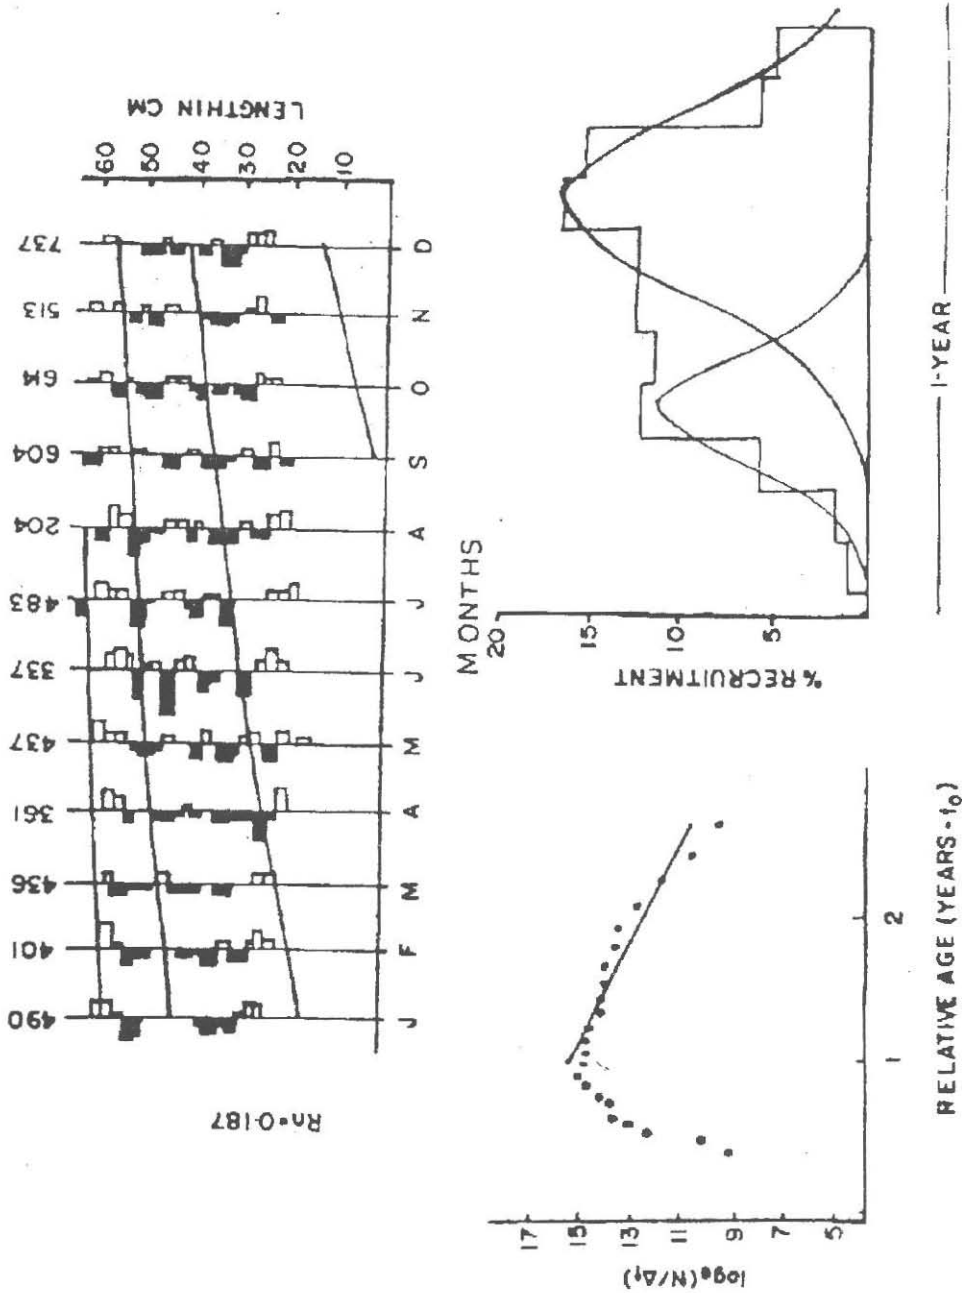 Rn=0·187
LENGTHIN CM
60
50
40
30
20
10
490 401 436 361 437 337 483 204 604 614 513 737
J F M A M J J A S O N D
MONTHS
logₑ(N/Δₜ)
17
15
13
11
9
7
5
1 2
RELATIVE AGE (YEARS-t₀)
% RECRUITMENT
20
15
10
5
1-YEAR